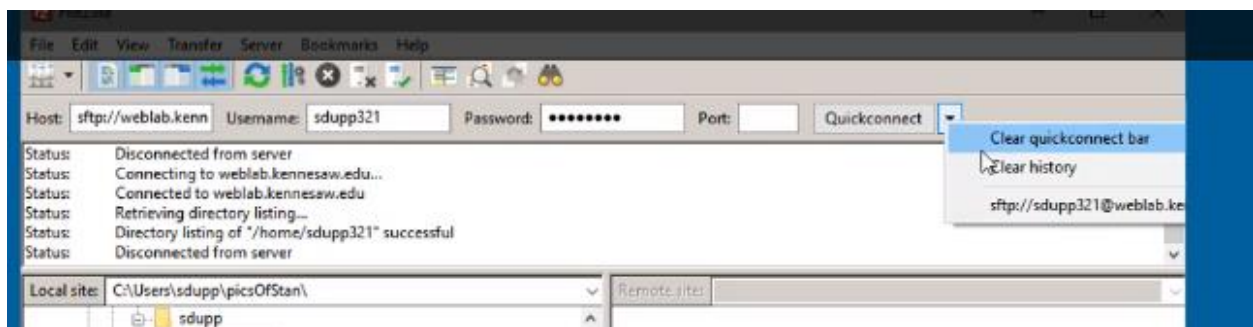 File Edit View Transfer Server Bookmarks Help
Host: sftp://weblab.kenn Username: sdupp321 Password: •••••••• Port: Quickconnect
Clear quickconnect bar
Clear history
sftp://sdupp321@weblab.ke
Status: Disconnected from server
Status: Connecting to weblab.kennesaw.edu...
Status: Connected to weblab.kennesaw.edu
Status: Retrieving directory listing...
Status: Directory listing of "/home/sdupp321" successful
Status: Disconnected from server
Local site: C:\Users\sdupp\picsOfStan\ Remote site:
sdupp